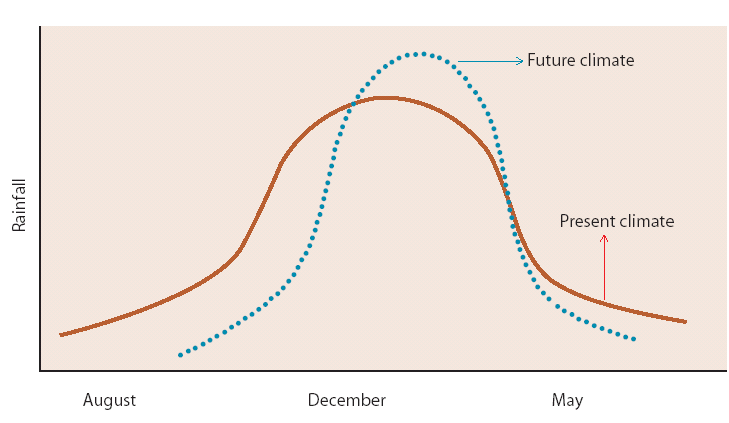 Future climate
Present climate
Rainfall
August
December
May